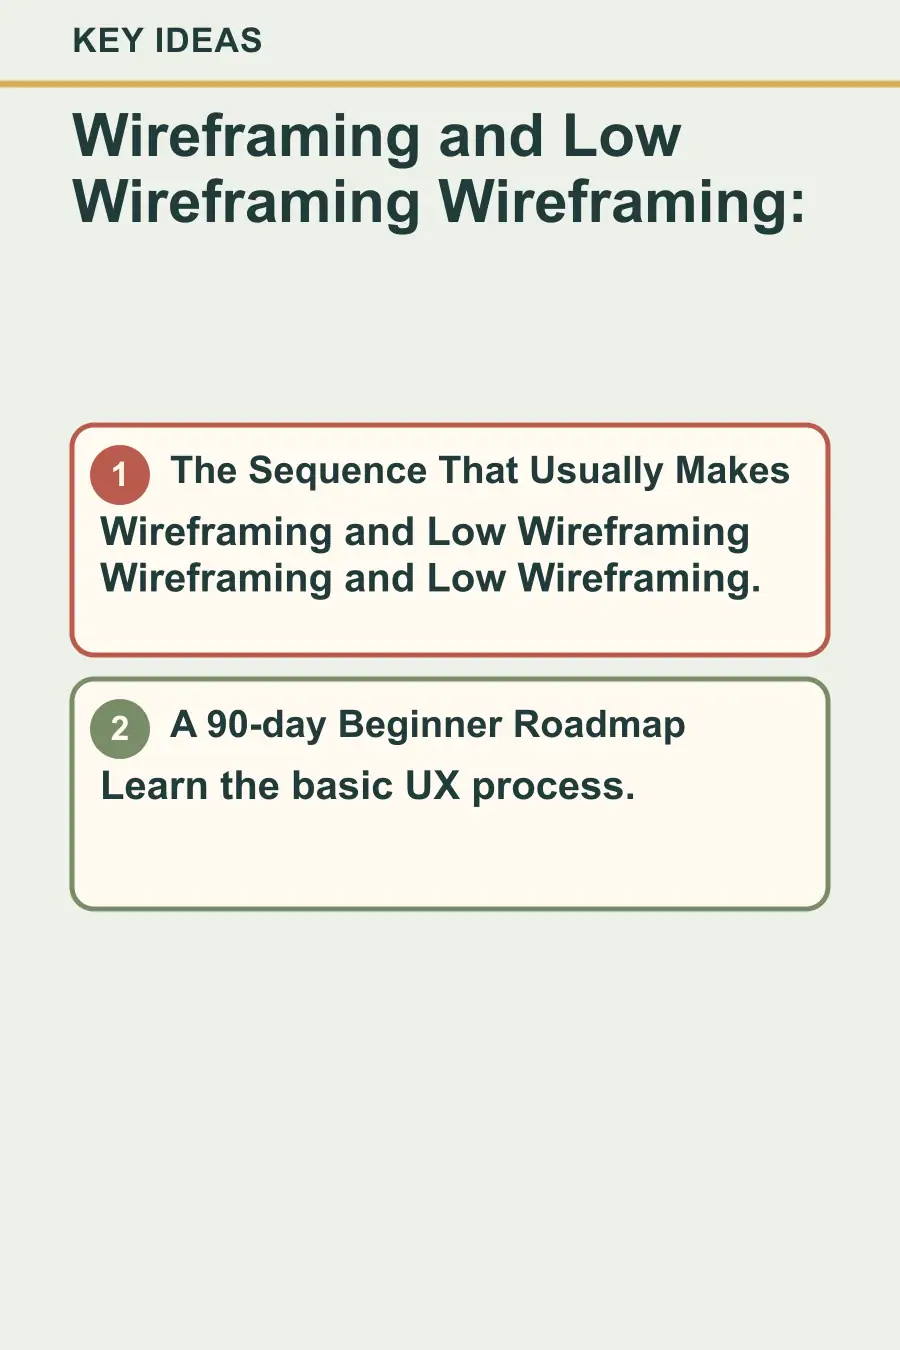 KEY IDEAS
Wireframing and Low
Wireframing Wireframing:
1 The Sequence That Usually Makes
Wireframing and Low Wireframing
Wireframing and Low Wireframing.
2 A 90-day Beginner Roadmap
Learn the basic UX process.